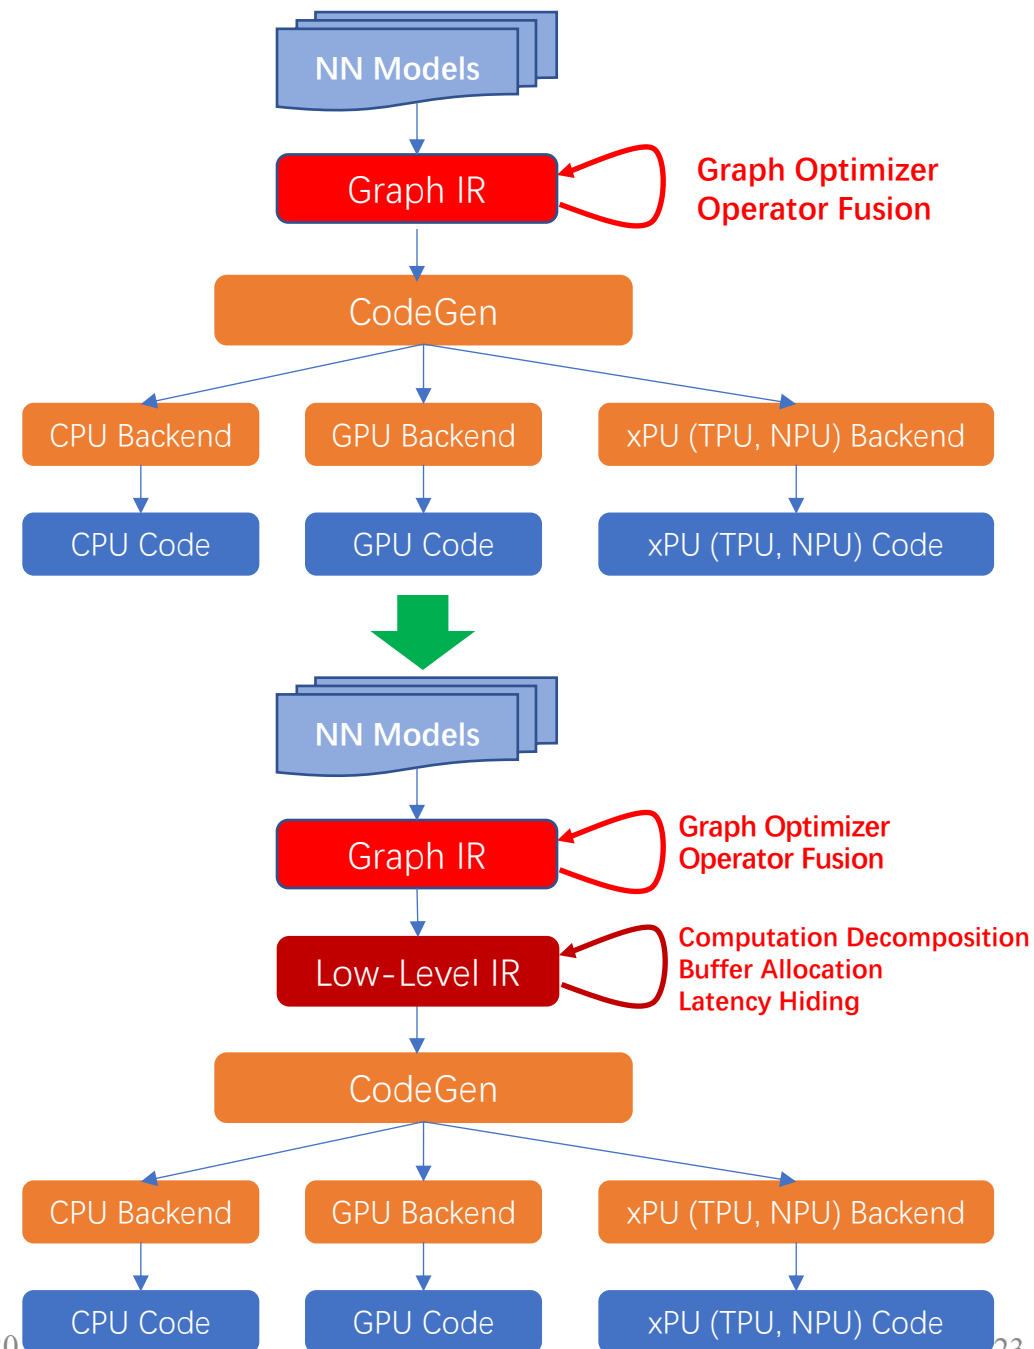 NN Models
Graph IR
Graph Optimizer
Operator Fusion
CodeGen
CPU Backend
GPU Backend
xPU (TPU, NPU) Backend
CPU Code
GPU Code
xPU (TPU, NPU) Code
NN Models
Graph IR
Graph Optimizer
Operator Fusion
Low-Level IR
Computation Decomposition
Buffer Allocation
Latency Hiding
CodeGen
CPU Backend
GPU Backend
xPU (TPU, NPU) Backend
CPU Code
GPU Code
xPU (TPU, NPU) Code